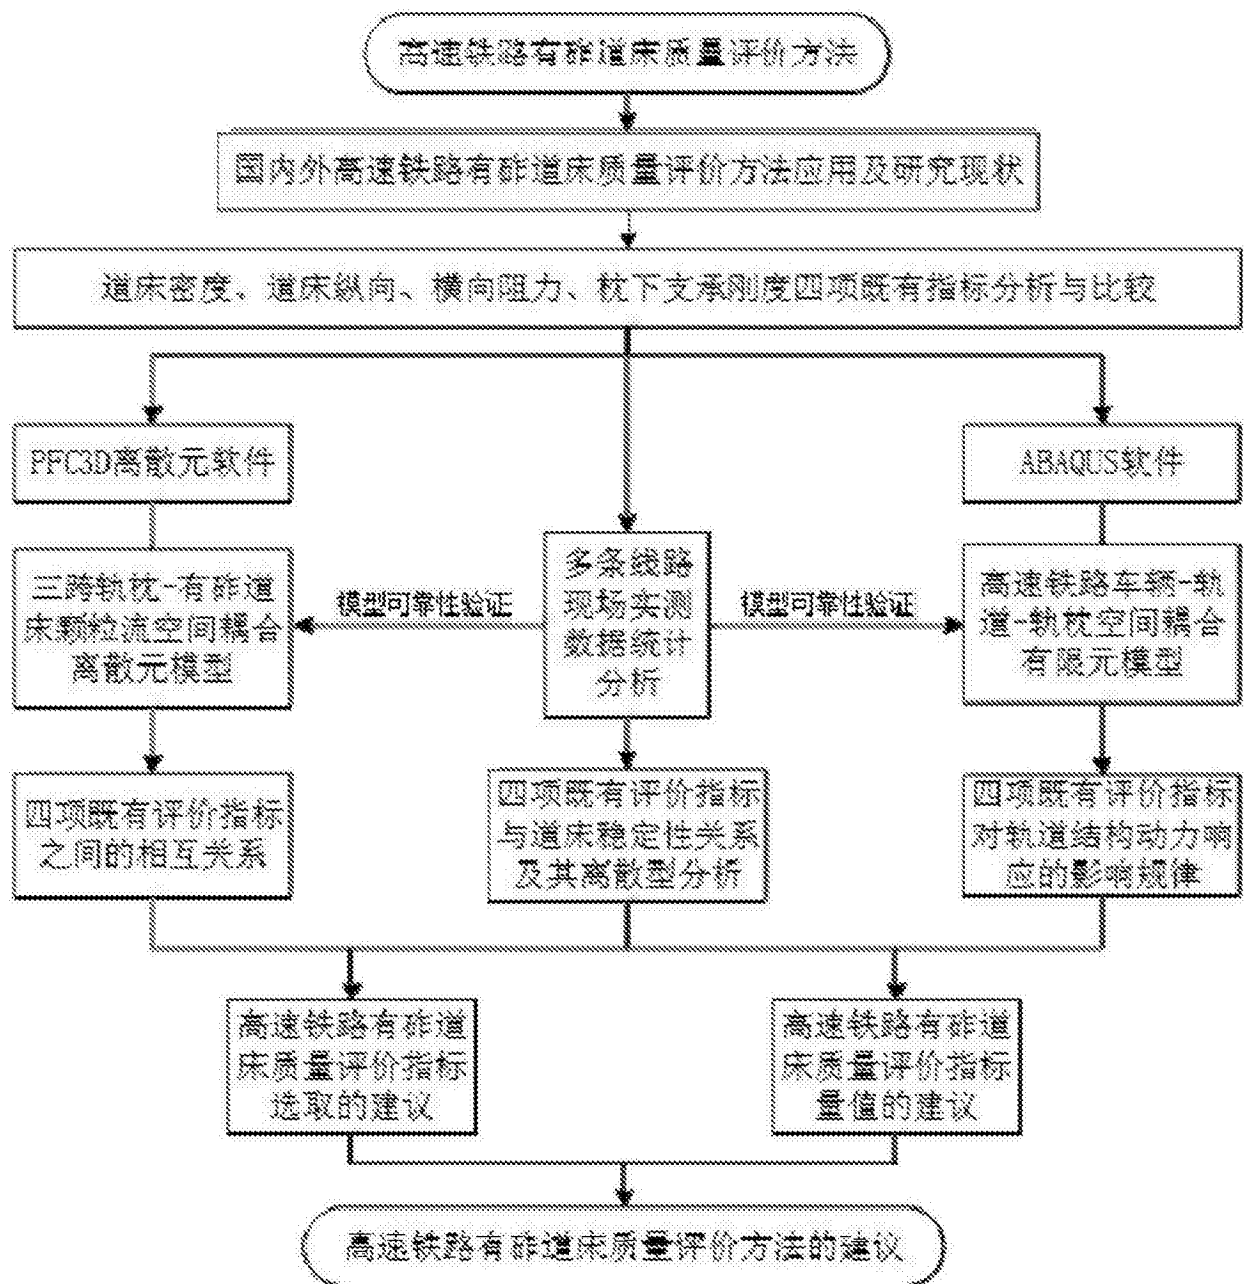 高速铁路有砟道床质量评价方法
国内外高速铁路有砟道床质量评价方法应用及研究现状
道床密度、道床纵向、横向阻力、枕下支承刚度四项既有指标分析与比较
PFC3D离散元软件
ABAQUS软件
三跨轨枕-有砟道
床颗粒流空间耦合
离散元模型
模型可靠性验证
多条线路
现场实测
数据统计
分析
模型可靠性验证
高速铁路车辆-轨
道-轨枕空间耦合
有限元模型
四项既有评价指标
之间的相互关系
四项既有评价指标
与道床稳定性关系
及其离散型分析
四项既有评价指标
对轨道结构动力响
应的影响规律
高速铁路有砟道
床质量评价指标
选取的建议
高速铁路有砟道
床质量评价指标
量值的建议
高速铁路有砟道床质量评价方法的建议